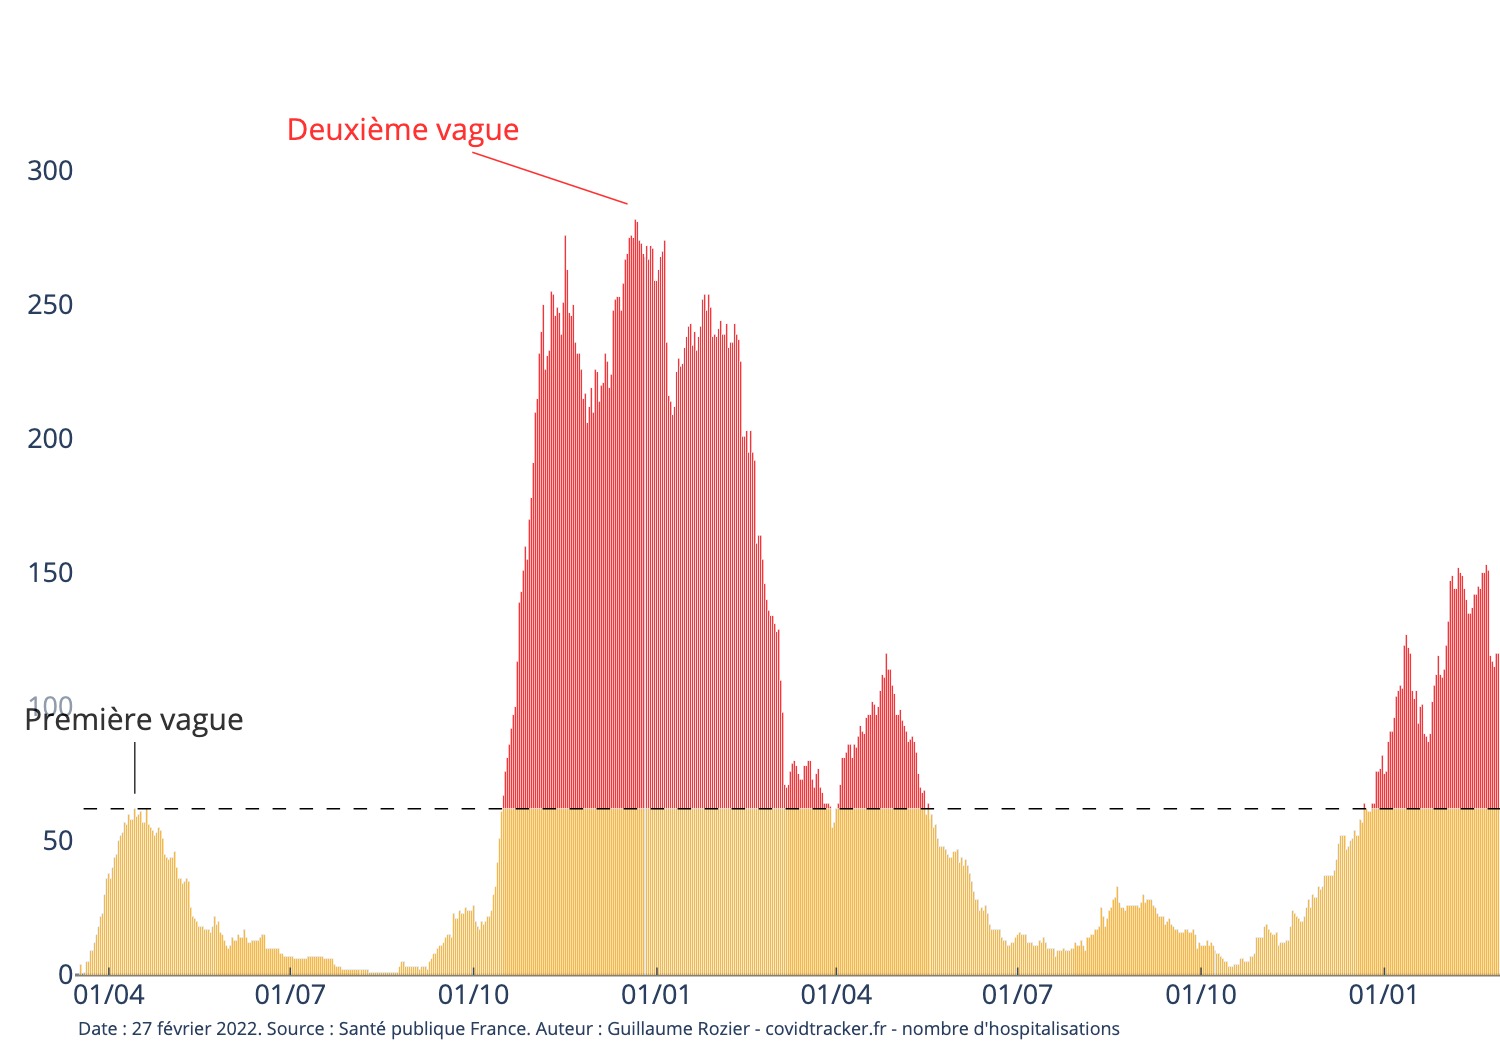 Deuxième vague
300
250
200
150
100
Première vague
50
0
01/04 01/07 01/10 01/01 01/04 01/07 01/10 01/01
Date : 27 février 2022. Source : Santé publique France. Auteur : Guillaume Rozier - covidtracker.fr - nombre d'hospitalisations